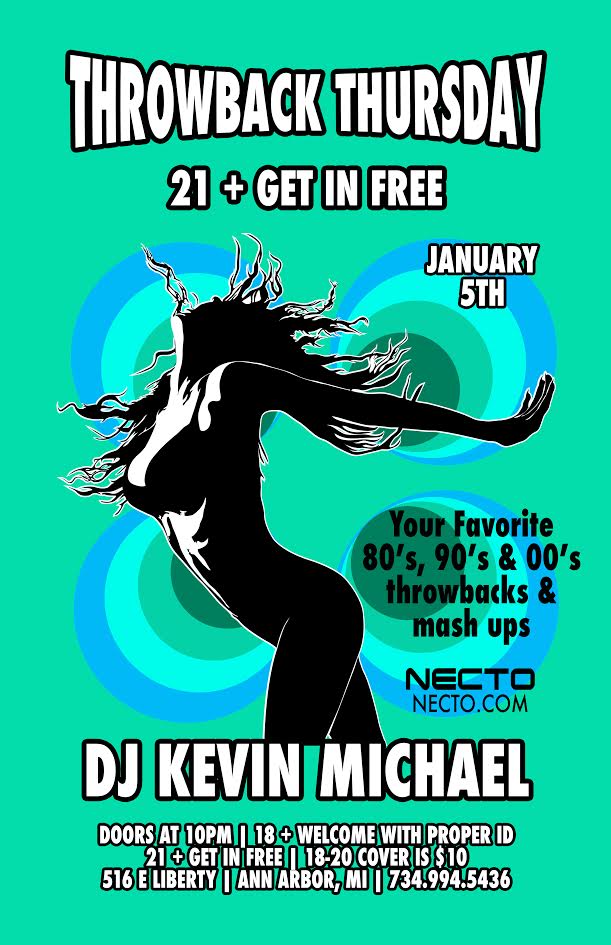 THROWBACK THURSDAY
21 + GET IN FREE
JANUARY
5TH
Your Favorite
80's, 90's & 00's
throwbacks &
mash ups
NECTO
NECTO.COM
DJ KEVIN MICHAEL
DOORS AT 10PM | 18 + WELCOME WITH PROPER ID
21 + GET IN FREE | 18-20 COVER IS $10
516 E LIBERTY | ANN ARBOR, MI | 734.994.5436